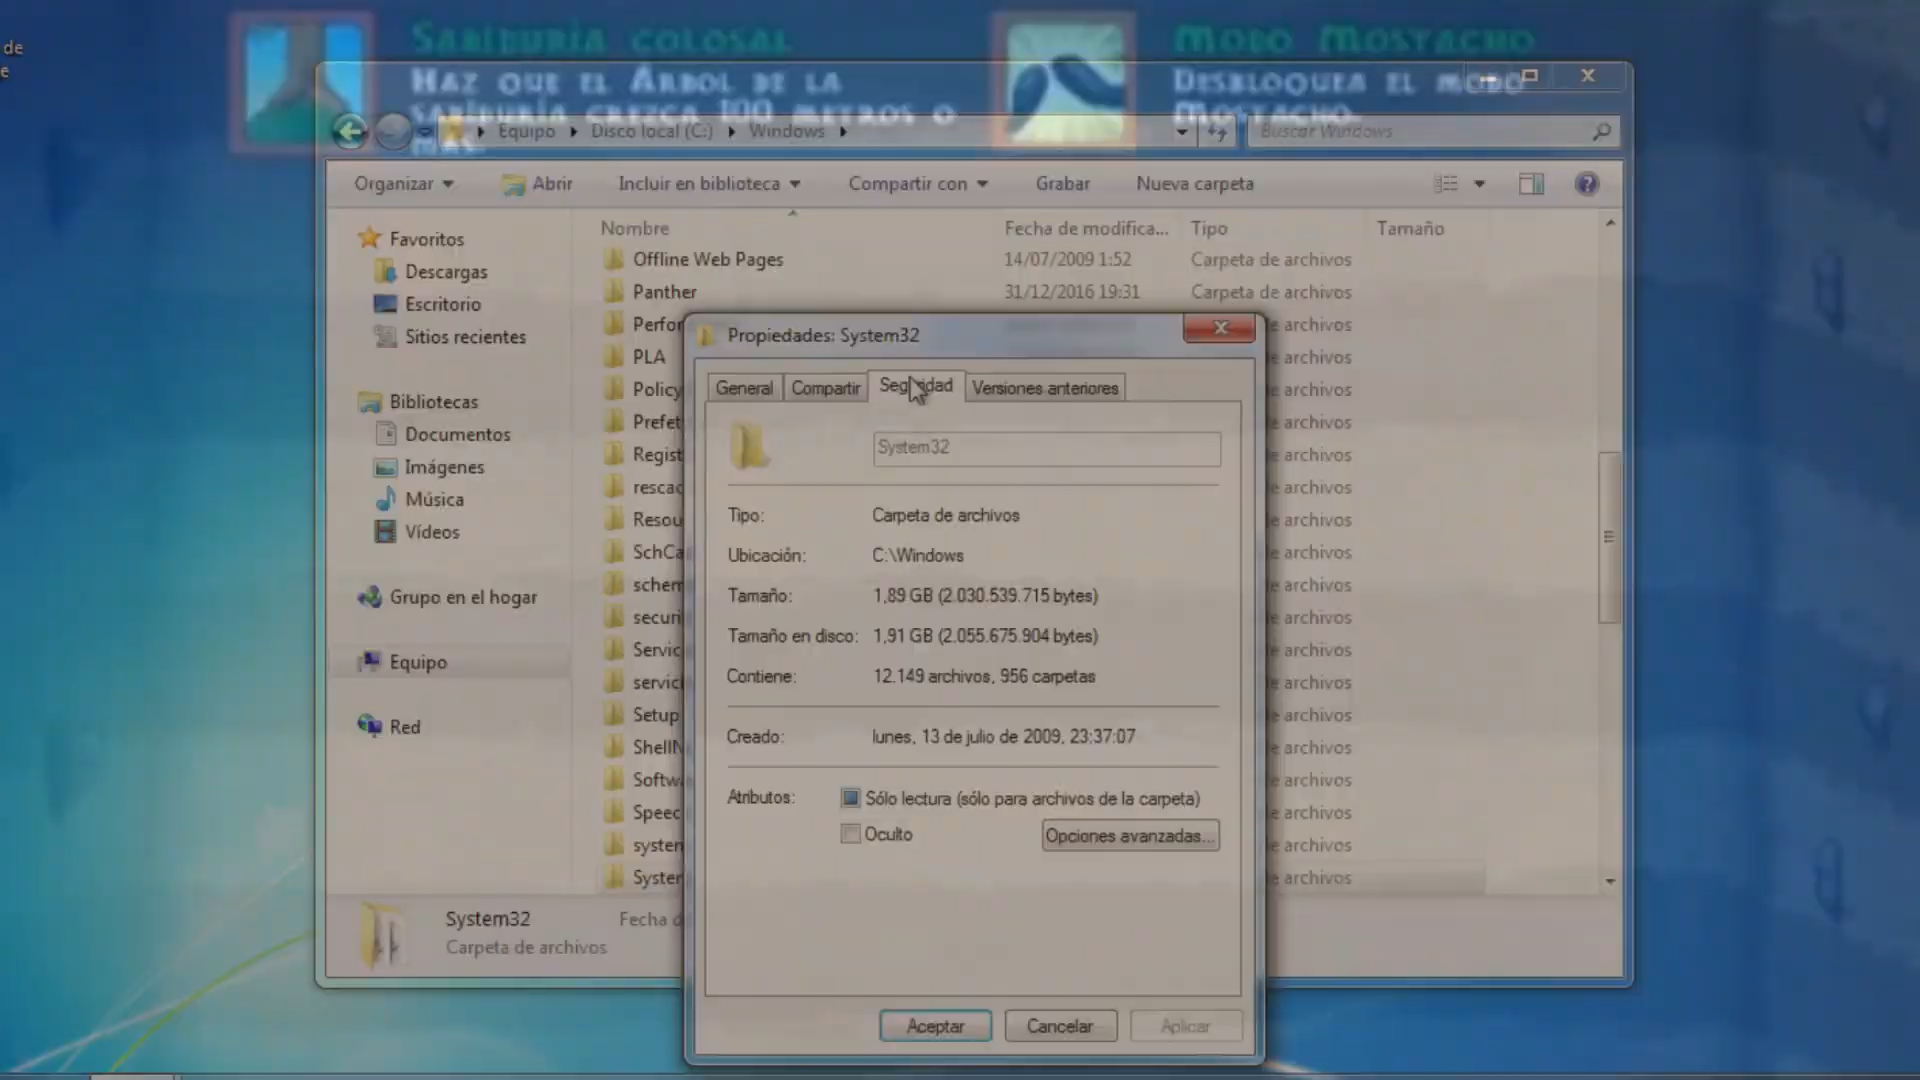 de
e
Sabiduría colosal
Haz que el Árbol de la
sabiduría crezca 100 metros o
más.
Modo Mostacho
Desbloquea el modo
Mostacho.
Equipo
Disco local (C:)
Windows
Buscar Windows
Organizar
Abrir
Incluir en biblioteca
Compartir con
Grabar
Nueva carpeta
Favoritos
Descargas
Escritorio
Sitios recientes
Bibliotecas
Documentos
Imágenes
Música
Vídeos
Grupo en el hogar
Equipo
Red
Nombre
Fecha de modifica...
Tipo
Tamaño
Offline Web Pages
14/07/2009 1:52
Carpeta de archivos
Panther
31/12/2016 19:31
Carpeta de archivos
Perfor
e archivos
PLA
e archivos
Policy
e archivos
Prefet
e archivos
Regist
e archivos
rescac
e archivos
Resou
e archivos
SchCa
e archivos
schem
e archivos
securi
e archivos
Servic
e archivos
servici
e archivos
Setup
e archivos
ShellN
e archivos
Softwa
e archivos
Speec
e archivos
system
e archivos
System
e archivos
System32
Fecha d
Carpeta de archivos
Propiedades: System32
General
Compartir
Seguridad
Versiones anteriores
System32
Tipo:
Carpeta de archivos
Ubicación:
C:\Windows
Tamaño:
1,89 GB (2.030.539.715 bytes)
Tamaño en disco:
1,91 GB (2.055.675.904 bytes)
Contiene:
12.149 archivos, 956 carpetas
Creado:
lunes, 13 de julio de 2009, 23:37:07
Atributos:
Sólo lectura (sólo para archivos de la carpeta)
Oculto
Opciones avanzadas...
Aceptar
Cancelar
Aplicar